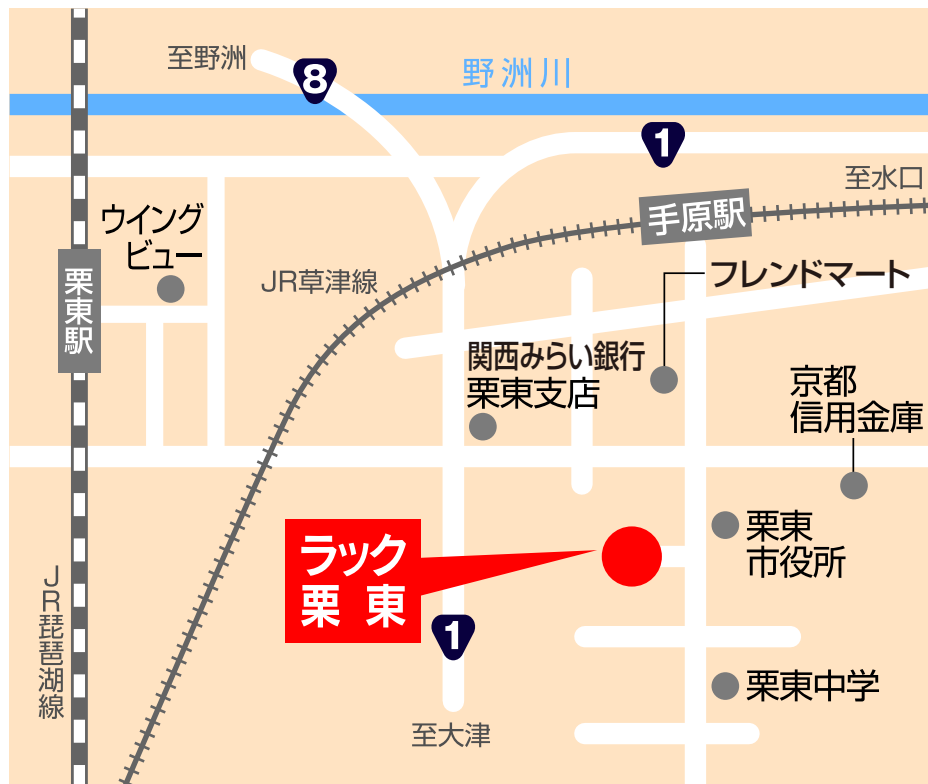 至野洲
8
野洲川
1
至水口
手原駅
ウイング
ビュー
栗東駅
JR草津線
フレンドマート
関西みらい銀行
栗東支店
京都
信用金庫
栗東
市役所
ラック
栗東
JR琵琶湖線
1
栗東中学
至大津